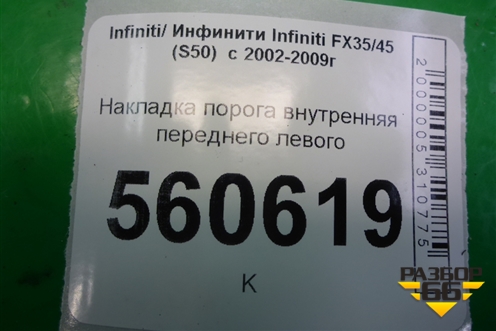 Infiniti/ Инфинити Infiniti FX35/45
(S50) с 2002-2009г
Накладка порога внутренняя
переднего левого
560619
К
2000005310775
РАЗБОР
66